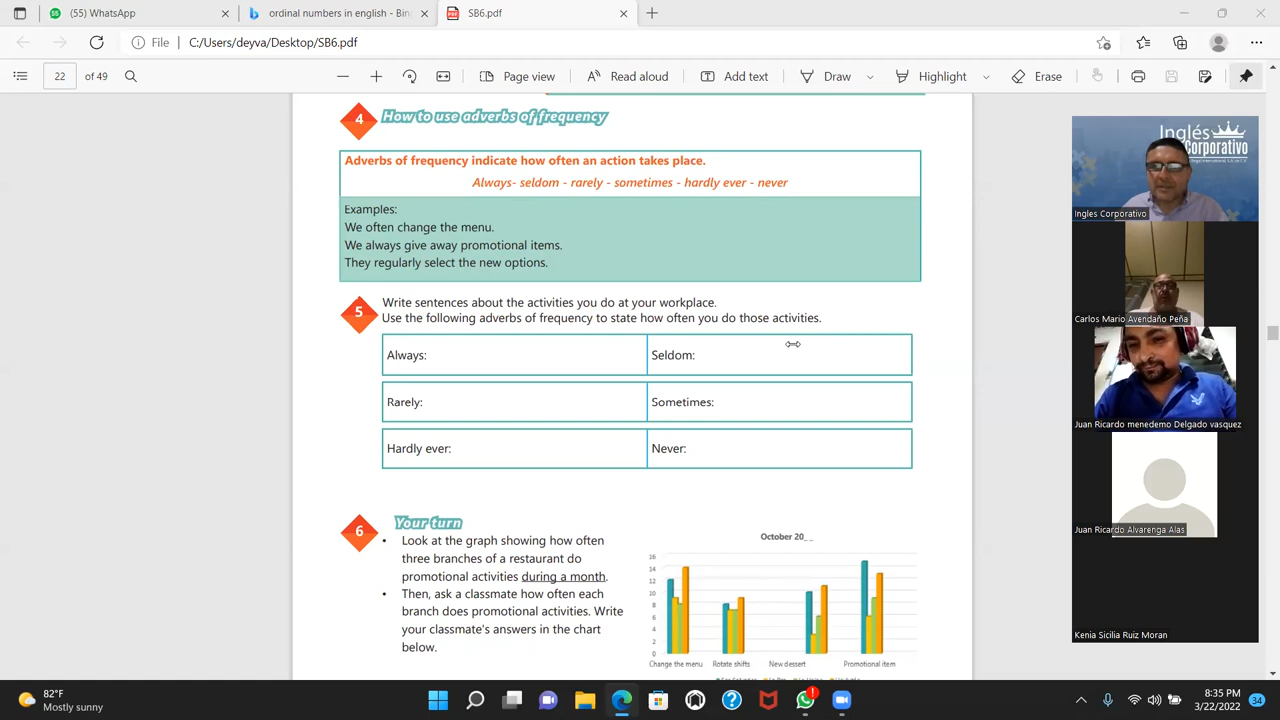 (55) WhatsApp
ordinal numbers in english - Bin
SB6.pdf
File
C:/Users/deyva/Desktop/SB6.pdf
22
of 49
Page view
Read aloud
Add text
Draw
Highlight
Erase
4
How to use adverbs of frequency
Adverbs of frequency indicate how often an action takes place.
Always- seldom - rarely - sometimes - hardly ever - never
Examples:
We often change the menu.
We always give away promotional items.
They regularly select the new options.
5
Write sentences about the activities you do at your workplace.
Use the following adverbs of frequency to state how often you do those activities.
Always:
Seldom:
Rarely:
Sometimes:
Hardly ever:
Never:
6
Your turn
• Look at the graph showing how often
three branches of a restaurant do
promotional activities during a month.
• Then, ask a classmate how often each
branch does promotional activities. Write
your classmate's answers in the chart
below.
October 20_ _
16
14
12
10
8
6
4
2
0
Change the menu
Rotate shifts
New dessert
Promotional item
Inglés
Corporativo
Ingles Corporativo
Carlos Mario Avendaño Peña
Juan Ricardo menedemo Delgado vasquez
Juan Ricardo Alvarenga Alas
Kenia Sicilia Ruiz Moran
82°F
Mostly sunny
8:35 PM
3/22/2022
34